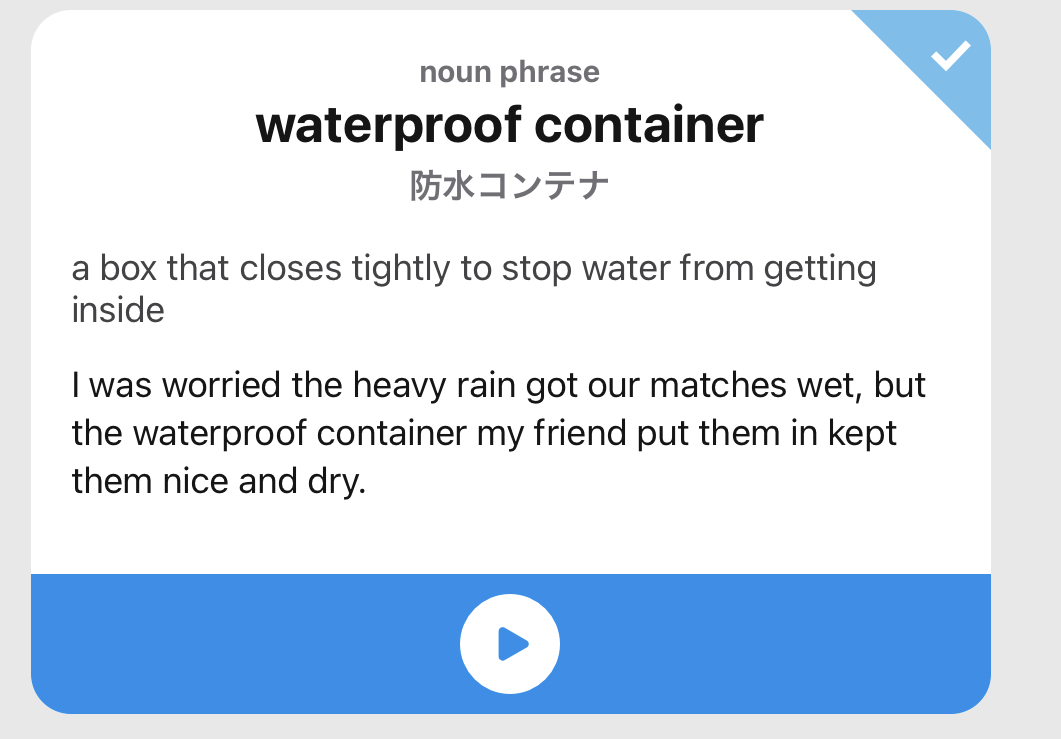 noun phrase
waterproof container
防水コンテナ
a box that closes tightly to stop water from getting
inside
I was worried the heavy rain got our matches wet, but
the waterproof container my friend put them in kept
them nice and dry.